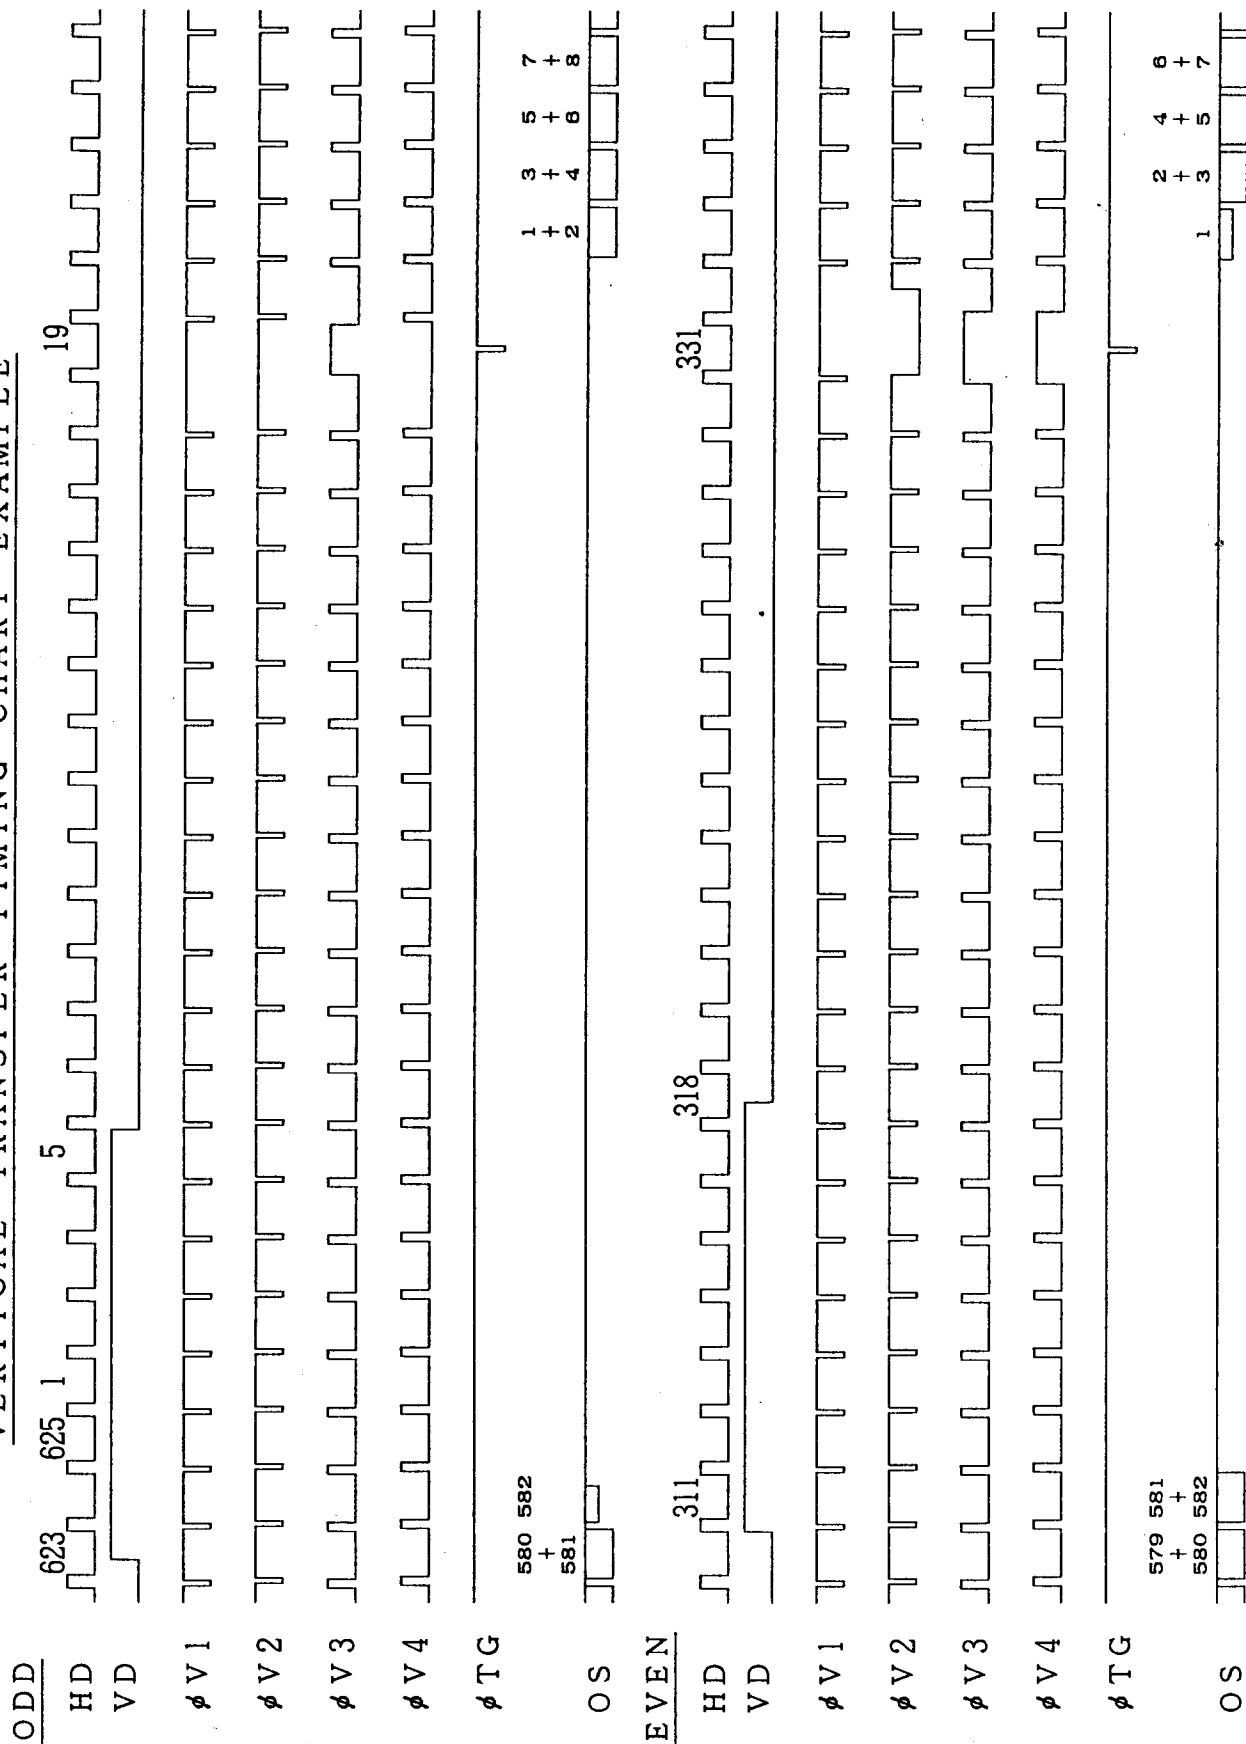 VERTICAL TRANSFER TIMING CHART EXAMPLE
ODD
623 625 1 5 19
HD
VD
φV1
φV2
φV3
φV4
φTG
580 582 1 3 5 7
+ + + + +
581 2 4 6 8
OS
EVEN
311 318 331
HD
VD
φV1
φV2
φV3
φV4
φTG
579 581 2 4 6
+ + + + +
580 582 1 3 5 7
OS